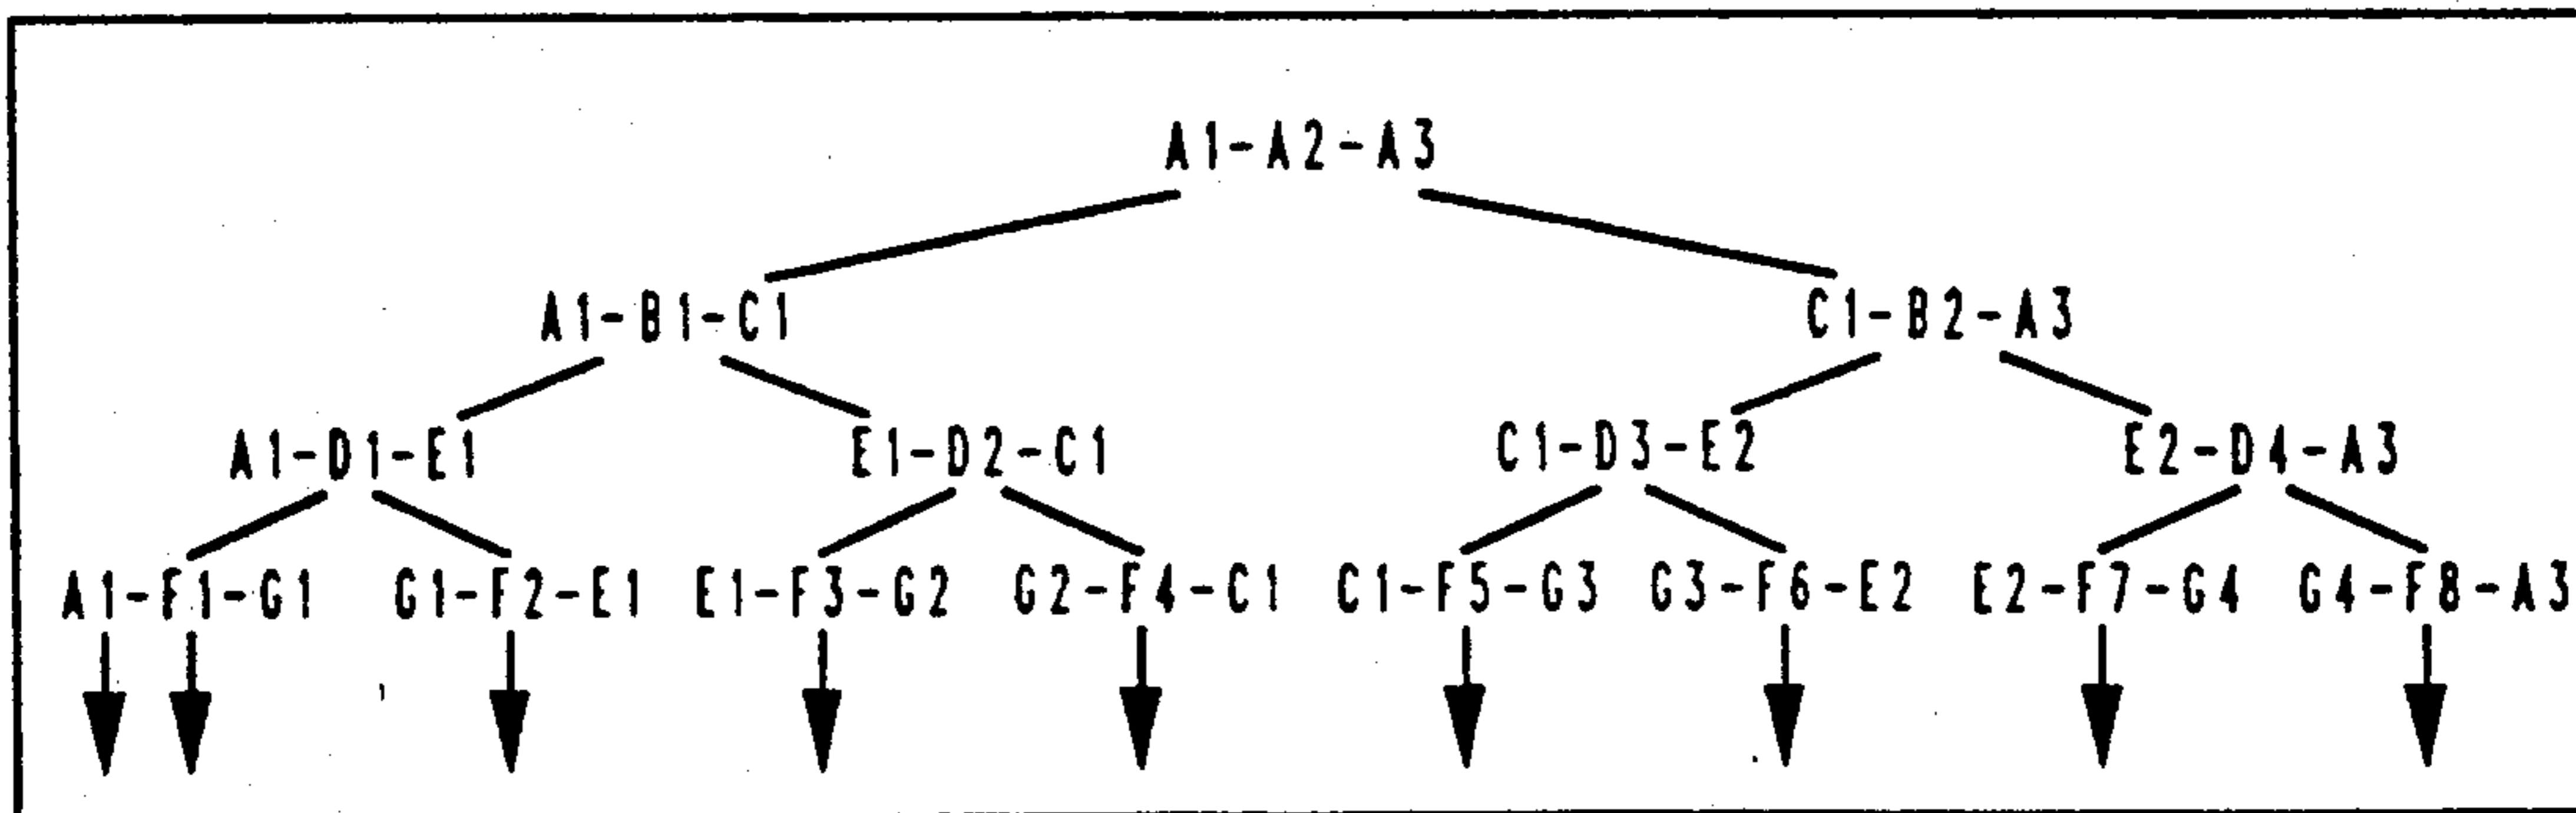 A1-A2-A3
A1-B1-C1 C1-B2-A3
A1-D1-E1 E1-D2-C1 C1-D3-E2 E2-D4-A3
A1-F1-G1 G1-F2-E1 E1-F3-G2 G2-F4-C1 C1-F5-G3 G3-F6-E2 E2-F7-G4 G4-F8-A3